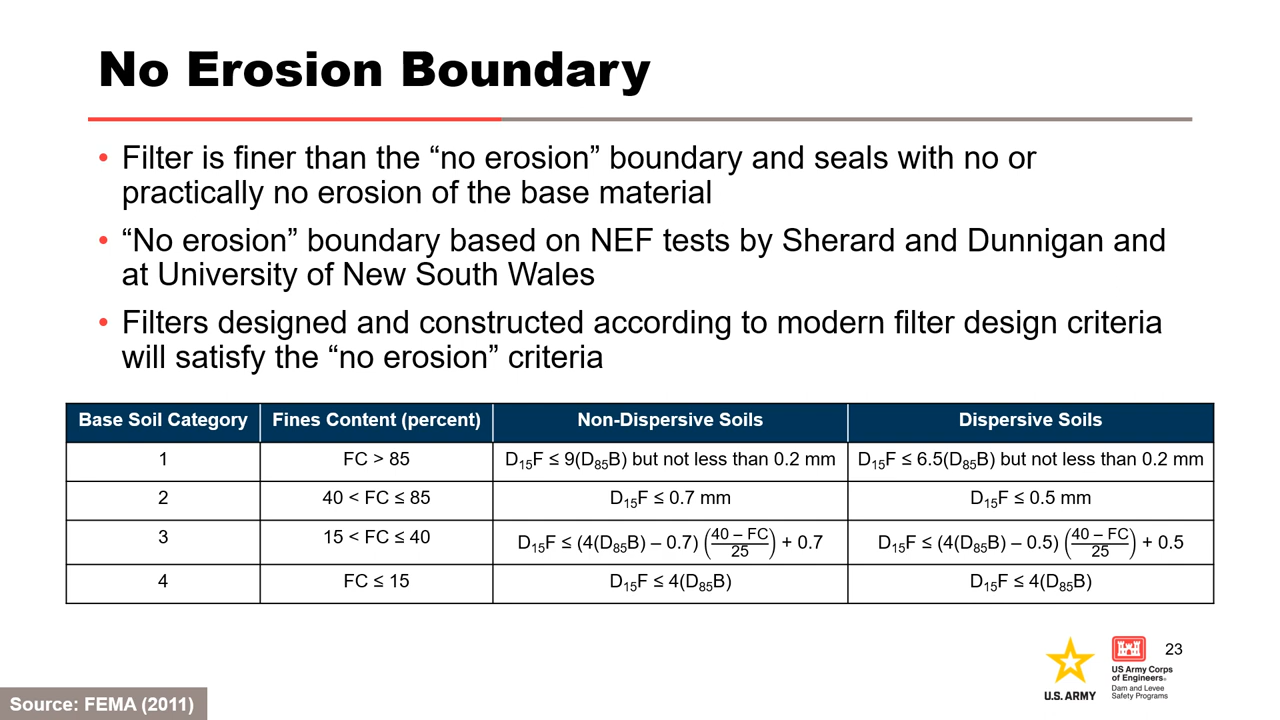 No Erosion Boundary
• Filter is finer than the “no erosion” boundary and seals with no or
practically no erosion of the base material
• “No erosion” boundary based on NEF tests by Sherard and Dunnigan and
at University of New South Wales
• Filters designed and constructed according to modern filter design criteria
will satisfy the “no erosion” criteria
Base Soil Category | Fines Content (percent) | Non-Dispersive Soils | Dispersive Soils
1 | FC > 85 | D₁₅F ≤ 9(D₈₅B) but not less than 0.2 mm | D₁₅F ≤ 6.5(D₈₅B) but not less than 0.2 mm
2 | 40 < FC ≤ 85 | D₁₅F ≤ 0.7 mm | D₁₅F ≤ 0.5 mm
3 | 15 < FC ≤ 40 | D₁₅F ≤ (4(D₈₅B) – 0.7) ((40 – FC)/25) + 0.7 | D₁₅F ≤ (4(D₈₅B) – 0.5) ((40 – FC)/25) + 0.5
4 | FC ≤ 15 | D₁₅F ≤ 4(D₈₅B) | D₁₅F ≤ 4(D₈₅B)
23
U.S. ARMY
US Army Corps
of Engineers®
Dam and Levee
Safety Programs
Source: FEMA (2011)